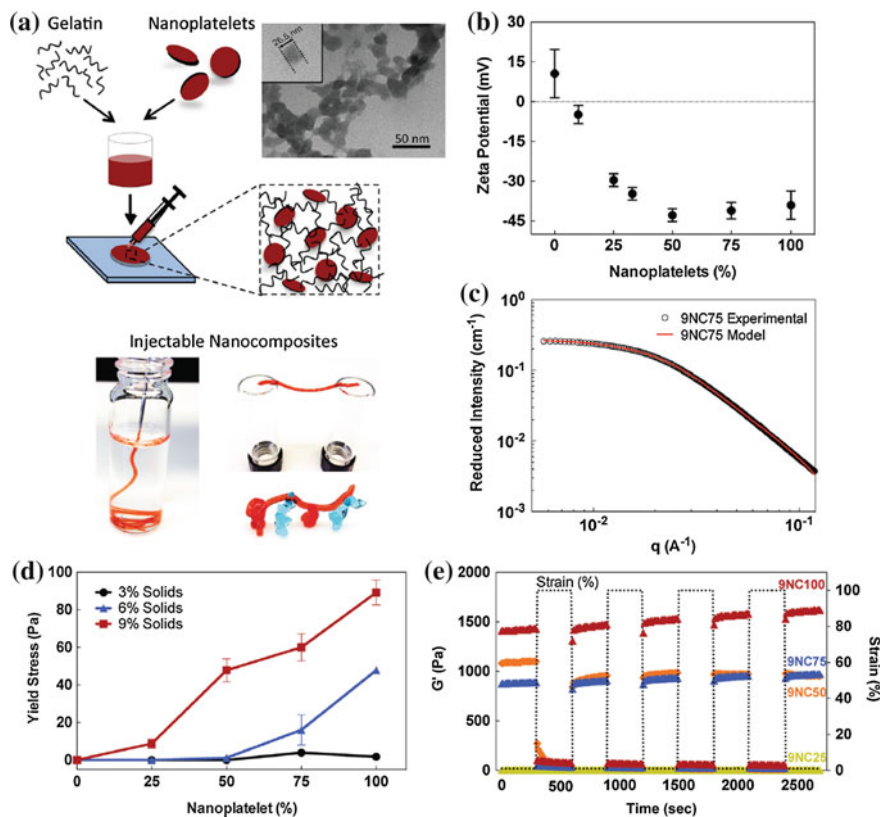 (a)
Gelatin
Nanoplatelets
26.5 nm
50 nm
Injectable Nanocomposites
(b)
Zeta Potential (mV)
30
15
0
-15
-30
-45
0 25 50 75 100
Nanoplatelets (%)
(c)
Reduced Intensity (cm-1)
10^0
10^-1
10^-2
10^-3
9NC75 Experimental
9NC75 Model
10^-2 10^-1
q (A-1)
(d)
Yield Stress (Pa)
100
80
60
40
20
0
3% Solids
6% Solids
9% Solids
0 25 50 75 100
Nanoplatelet (%)
(e)
G' (Pa)
2000
1500
1000
500
0
Strain (%)
9NC100
9NC75
9NC50
9NC25
100
80
60
40
20
0
Strain (%)
0 500 1000 1500 2000 2500
Time (sec)